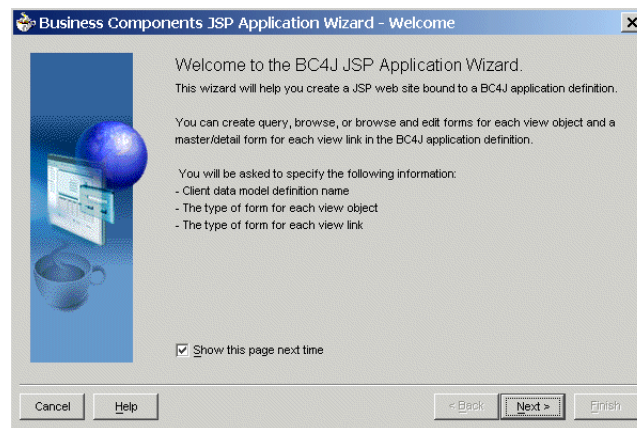 Business Components JSP Application Wizard - Welcome
Welcome to the BC4J JSP Application Wizard.
This wizard will help you create a JSP web site bound to a BC4J application definition.
You can create query, browse, or browse and edit forms for each view object and a
master/detail form for each view link in the BC4J application definition.
You will be asked to specify the following information:
- Client data model definition name
- The type of form for each view object
- The type of form for each view link
Show this page next time
Cancel Help < Back Next > Finish